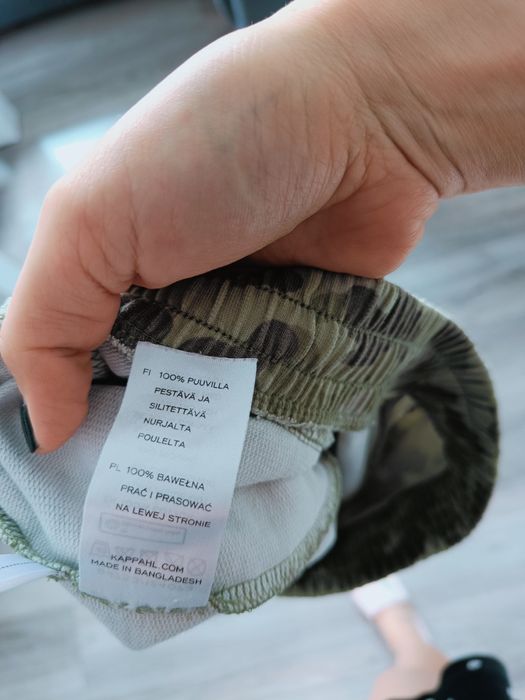 FI 100% PUUVILLA
PESTÄVÄ JA
SILITETTÄVÄ
NURJALTA
POULELTA
PL 100% BAWEŁNA
PRAĆ I PRASOWAĆ
NA LEWEJ STRONIE
KAPPAHL.COM
MADE IN BANGLADESH